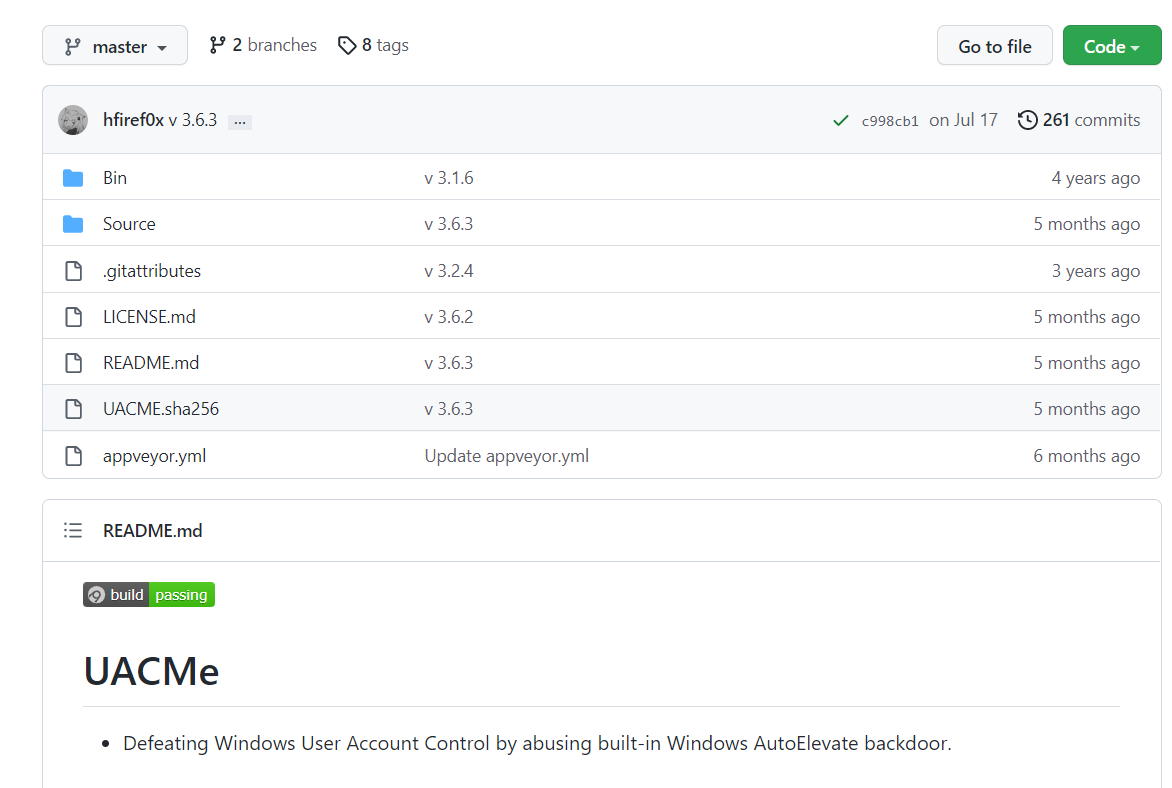 master 2 branches 8 tags Go to file Code
hfiref0x v 3.6.3 ... c998cb1 on Jul 17 261 commits
Bin v 3.1.6 4 years ago
Source v 3.6.3 5 months ago
.gitattributes v 3.2.4 3 years ago
LICENSE.md v 3.6.2 5 months ago
README.md v 3.6.3 5 months ago
UACME.sha256 v 3.6.3 5 months ago
appveyor.yml Update appveyor.yml 6 months ago
README.md
build passing
UACMe
• Defeating Windows User Account Control by abusing built-in Windows AutoElevate backdoor.